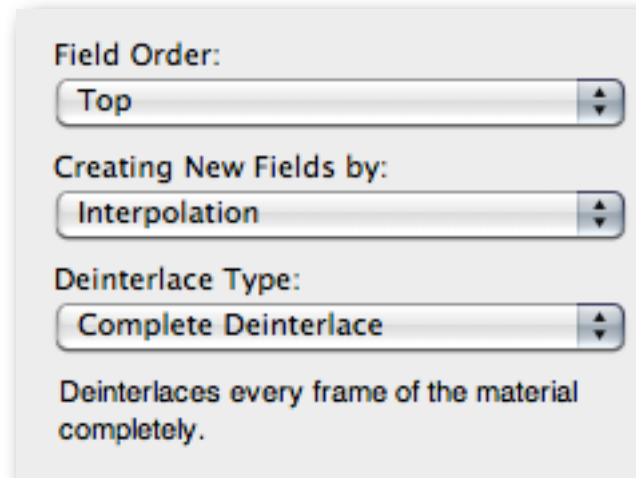 Field Order:
Top
Creating New Fields by:
Interpolation
Deinterlace Type:
Complete Deinterlace
Deinterlaces every frame of the material
completely.